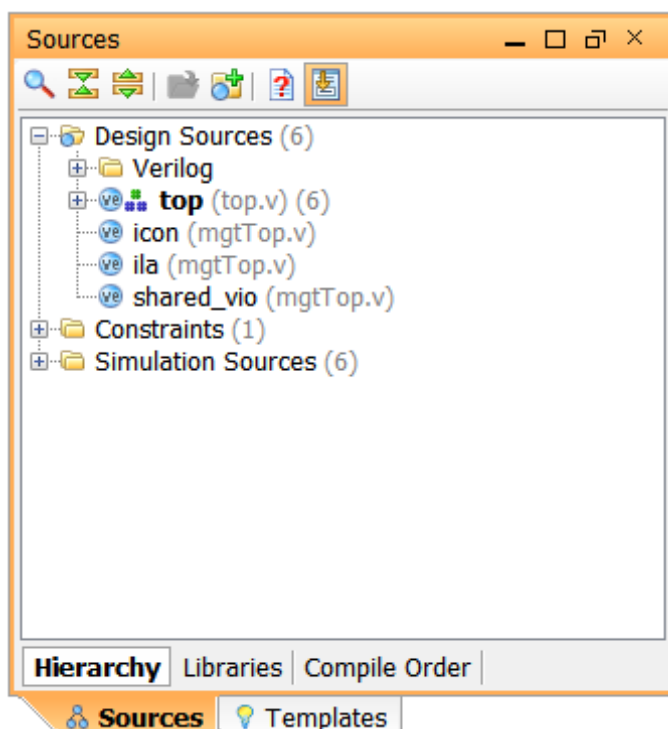 Sources
Design Sources (6)
Verilog
top (top.v) (6)
icon (mgtTop.v)
ila (mgtTop.v)
shared_vio (mgtTop.v)
Constraints (1)
Simulation Sources (6)
Hierarchy Libraries Compile Order
Sources Templates